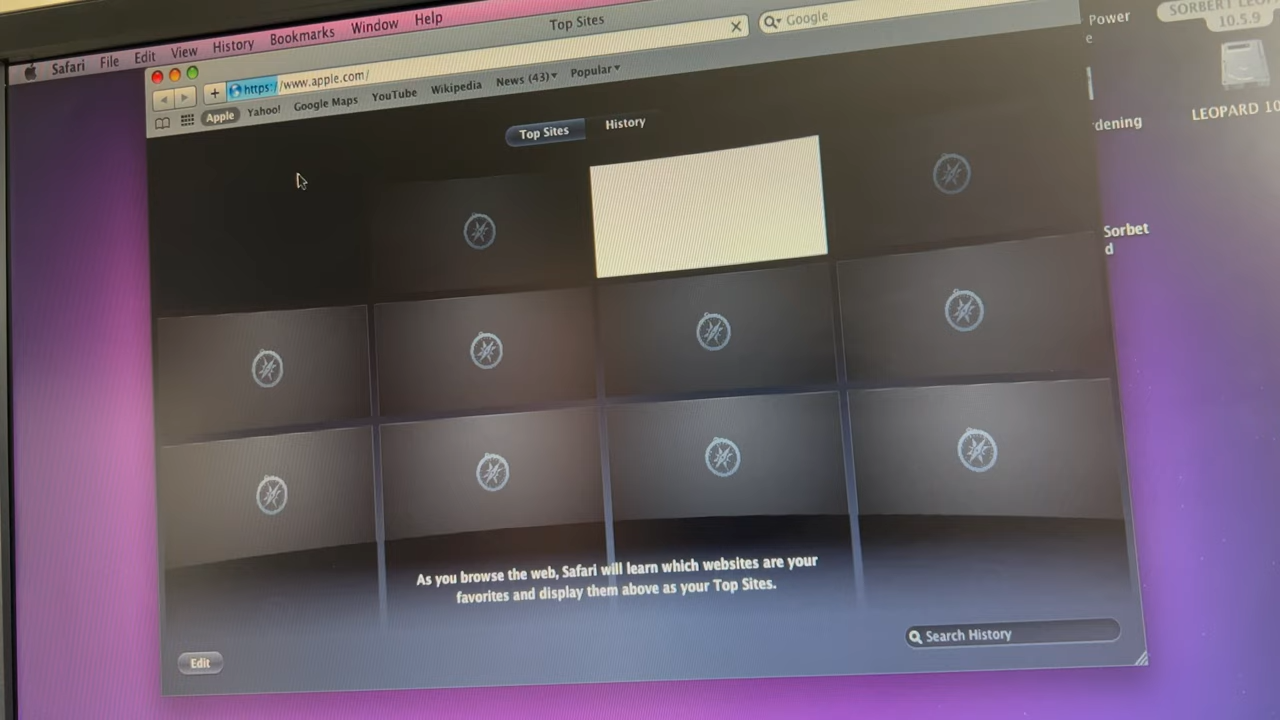 Safari File Edit View History Bookmarks Window Help
Top Sites
https://www.apple.com/
Google
Apple Yahoo! Google Maps YouTube Wikipedia News (43) Popular
Top Sites History
As you browse the web, Safari will learn which websites are your
favorites and display them above as your Top Sites.
Search History
Edit
Power
e
dening
Sorbet
d
10.5.9
LEOPARD 10